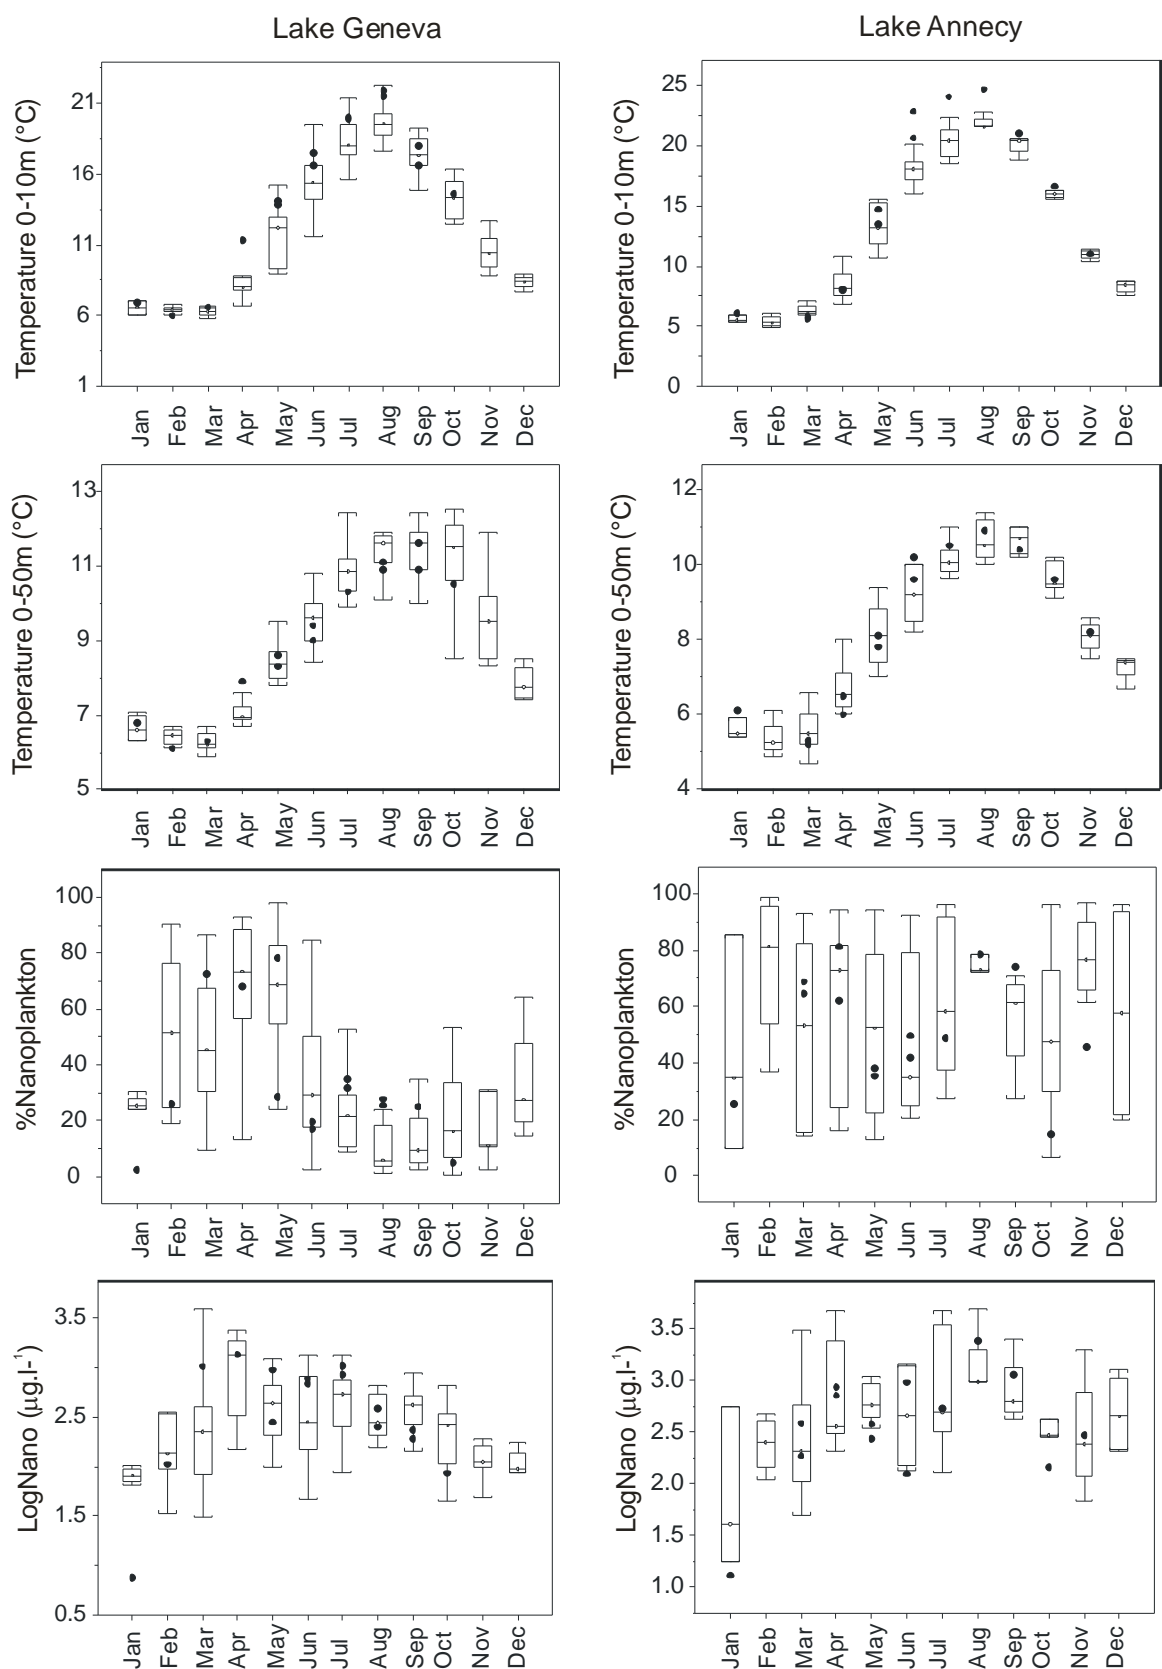 Lake Geneva
Lake Annecy
Temperature 0-10m (°C)
21
16
11
6
1
Jan Feb Mar Apr May Jun Jul Aug Sep Oct Nov Dec
Temperature 0-10m (°C)
25
20
15
10
5
0
Jan Feb Mar Apr May Jun Jul Aug Sep Oct Nov Dec
Temperature 0-50m (°C)
13
11
9
7
5
Jan Feb Mar Apr May Jun Jul Aug Sep Oct Nov Dec
Temperature 0-50m (°C)
12
10
8
6
4
Jan Feb Mar Apr May Jun Jul Aug Sep Oct Nov Dec
%Nanoplankton
100
80
60
40
20
0
Jan Feb Mar Apr May Jun Jul Aug Sep Oct Nov Dec
%Nanoplankton
100
80
60
40
20
0
Jan Feb Mar Apr May Jun Jul Aug Sep Oct Nov Dec
LogNano (µg.l-¹)
3.5
2.5
1.5
0.5
Jan Feb Mar Apr May Jun Jul Aug Sep Oct Nov Dec
LogNano (µg.l-¹)
3.5
3.0
2.5
2.0
1.5
1.0
Jan Feb Mar Apr May Jun Jul Aug Sep Oct Nov Dec